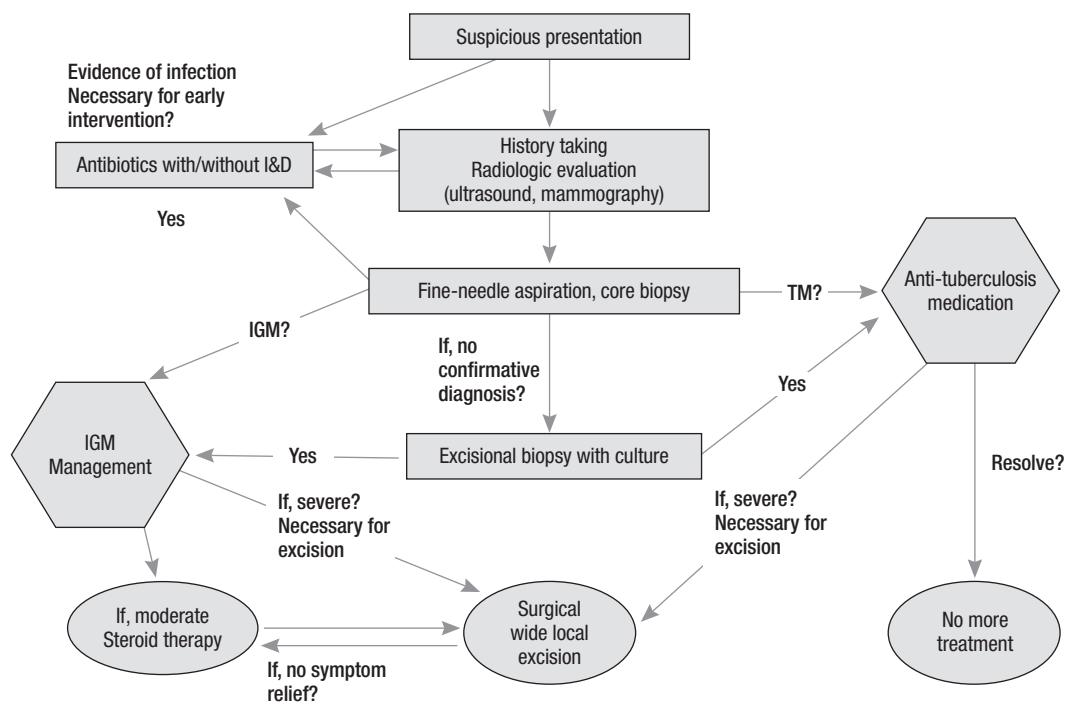 Suspicious presentation
Evidence of infection
Necessary for early
intervention?
Antibiotics with/without I&D
History taking
Radiologic evaluation
(ultrasound, mammography)
Yes
Fine-needle aspiration, core biopsy
TM?
Anti-tuberculosis
medication
IGM?
If, no
confirmative
diagnosis?
Yes
IGM
Management
Yes
Excisional biopsy with culture
Resolve?
If, severe?
Necessary for
excision
If, severe?
Necessary for
excision
If, moderate
Steroid therapy
Surgical
wide local
excision
No more
treatment
If, no symptom
relief?